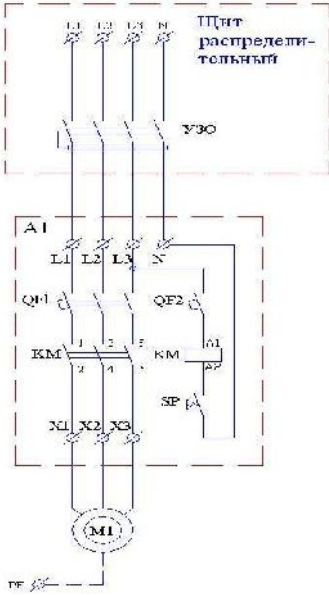 L1 L2 L3 N
Щит
распредели-
тельный
УЗО
A1
L1 L2 L3 N
QF1 QF2
1 3 5 A1
KM KM
2 4 6 A2
SP
X1 X2 X3
M1
PE